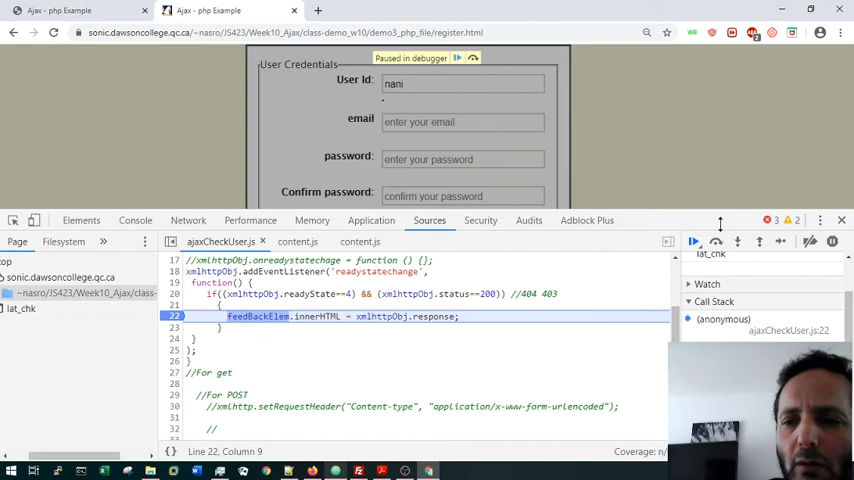 Ajax - php Example
Ajax - php Example
sonic.dawsoncollege.qc.ca/~nasro/JS423/Week10_Ajax/class-demo_w10/demo3_php_file/register.html
Paused in debugger
User Credentials
User Id: nani
email enter your email
password: enter your password
Confirm password: confirm your password
Elements Console Network Performance Memory Application Sources Security Audits Adblock Plus 3 2
Page Filesystem » ajaxCheckUser.js content.js content.js
top
sonic.dawsoncollege.qc.ca
~nasro/JS423/Week10_Ajax/class-
lat_chk
17 //xmlhttpObj.onreadystatechage = function () {};
18 xmlhttpObj.addEventListener('readystatechange',
19 function() {
20 if((xmlhttpObj.readyState==4) && (xmlhttpObj.status==200)) //404 403
21 {
22 feedBackElem.innerHTML = xmlhttpObj.response;
23 }
24 }
25 );
26 }
27 //For get
28
29 //For POST
30 //xmlhttp.setRequestHeader("Content-type", "application/x-www-form-urlencoded");
31
32 //
{} Line 22, Column 9 Coverage: n/
lat_chk
Watch
Call Stack
(anonymous)
ajaxCheckUser.js:22